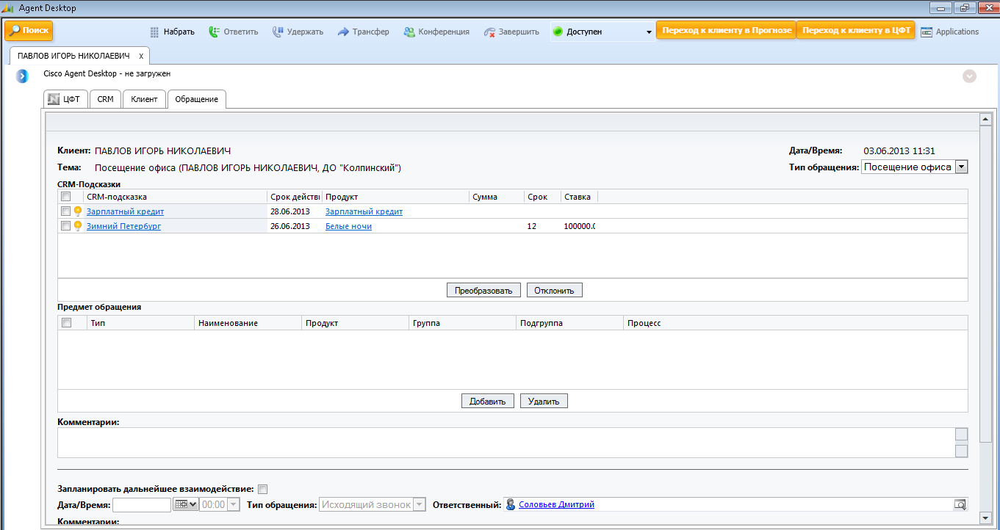 Agent Desktop
Поиск Набрать Ответить Удержать Трансфер Конференция Завершить Доступен Переход к клиенту в Прогнозе Переход к клиенту в ЦФТ Applications
ПАВЛОВ ИГОРЬ НИКОЛАЕВИЧ x
Cisco Agent Desktop - не загружен
ЦФТ CRM Клиент Обращение
Клиент: ПАВЛОВ ИГОРЬ НИКОЛАЕВИЧ Дата/Время: 03.06.2013 11:31
Тема: Посещение офиса (ПАВЛОВ ИГОРЬ НИКОЛАЕВИЧ, ДО "Колпинский") Тип обращения: Посещение офиса
CRM-Подсказки
CRM-подсказка Срок действи Продукт Сумма Срок Ставка
Зарплатный кредит 28.06.2013 Зарплатный кредит
Зимний Петербург 26.06.2013 Белые ночи 12 100000.0
Преобразовать Отклонить
Предмет обращения
Тип Наименование Продукт Группа Подгруппа Процесс
Добавить Удалить
Комментарии:
Запланировать дальнейшее взаимодействие:
Дата/Время: 00:00 Тип обращения: Исходящий звонок Ответственный: Соловьев Дмитрий
Комментарии: